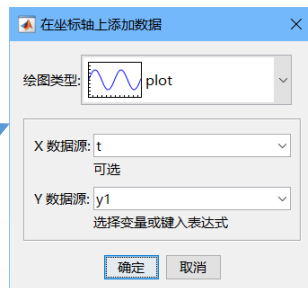 在坐标轴上添加数据
绘图类型: plot
X 数据源: t
可选
Y 数据源: y1
选择变量或键入表达式
确定 取消